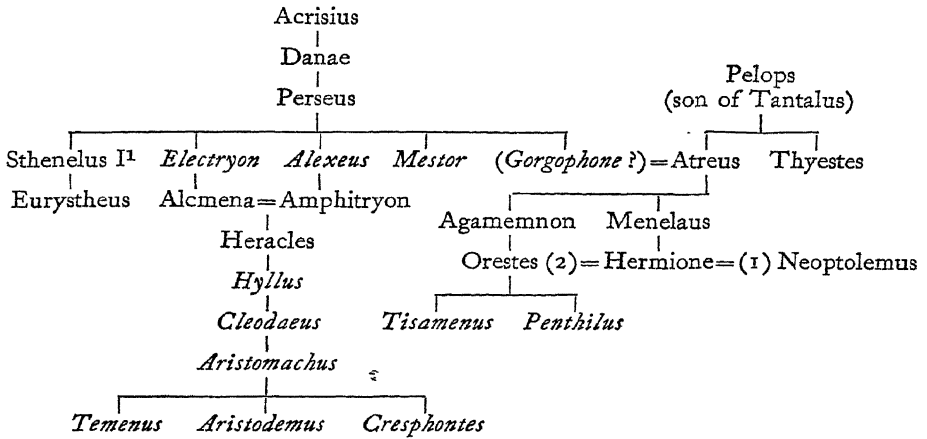 Acrisius
Danae
Perseus
Pelops
(son of Tantalus)
Sthenelus I¹ Electryon Alexeus Mestor (Gorgophone ?) = Atreus Thyestes
Eurystheus Alcmena = Amphitryon
Agamemnon Menelaus
Heracles
Orestes (2) = Hermione = (1) Neoptolemus
Hyllus
Cleodaeus Tisamenus Penthilus
Aristomachus
Temenus Aristodemus Cresphontes